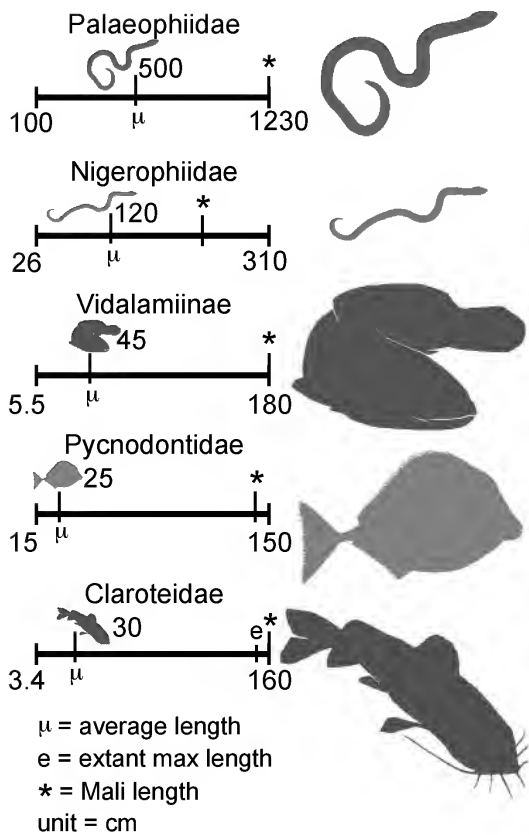 Palaeophiidae
500
*
100
μ
1230
Nigerophiidae
120
*
26
μ
310
Vidalamiinae
45
*
5.5
μ
180
Pycnodontidae
25
*
15
μ
150
Claroteidae
30
e
*
3.4
μ
160
μ = average length
e = extant max length
* = Mali length
unit = cm